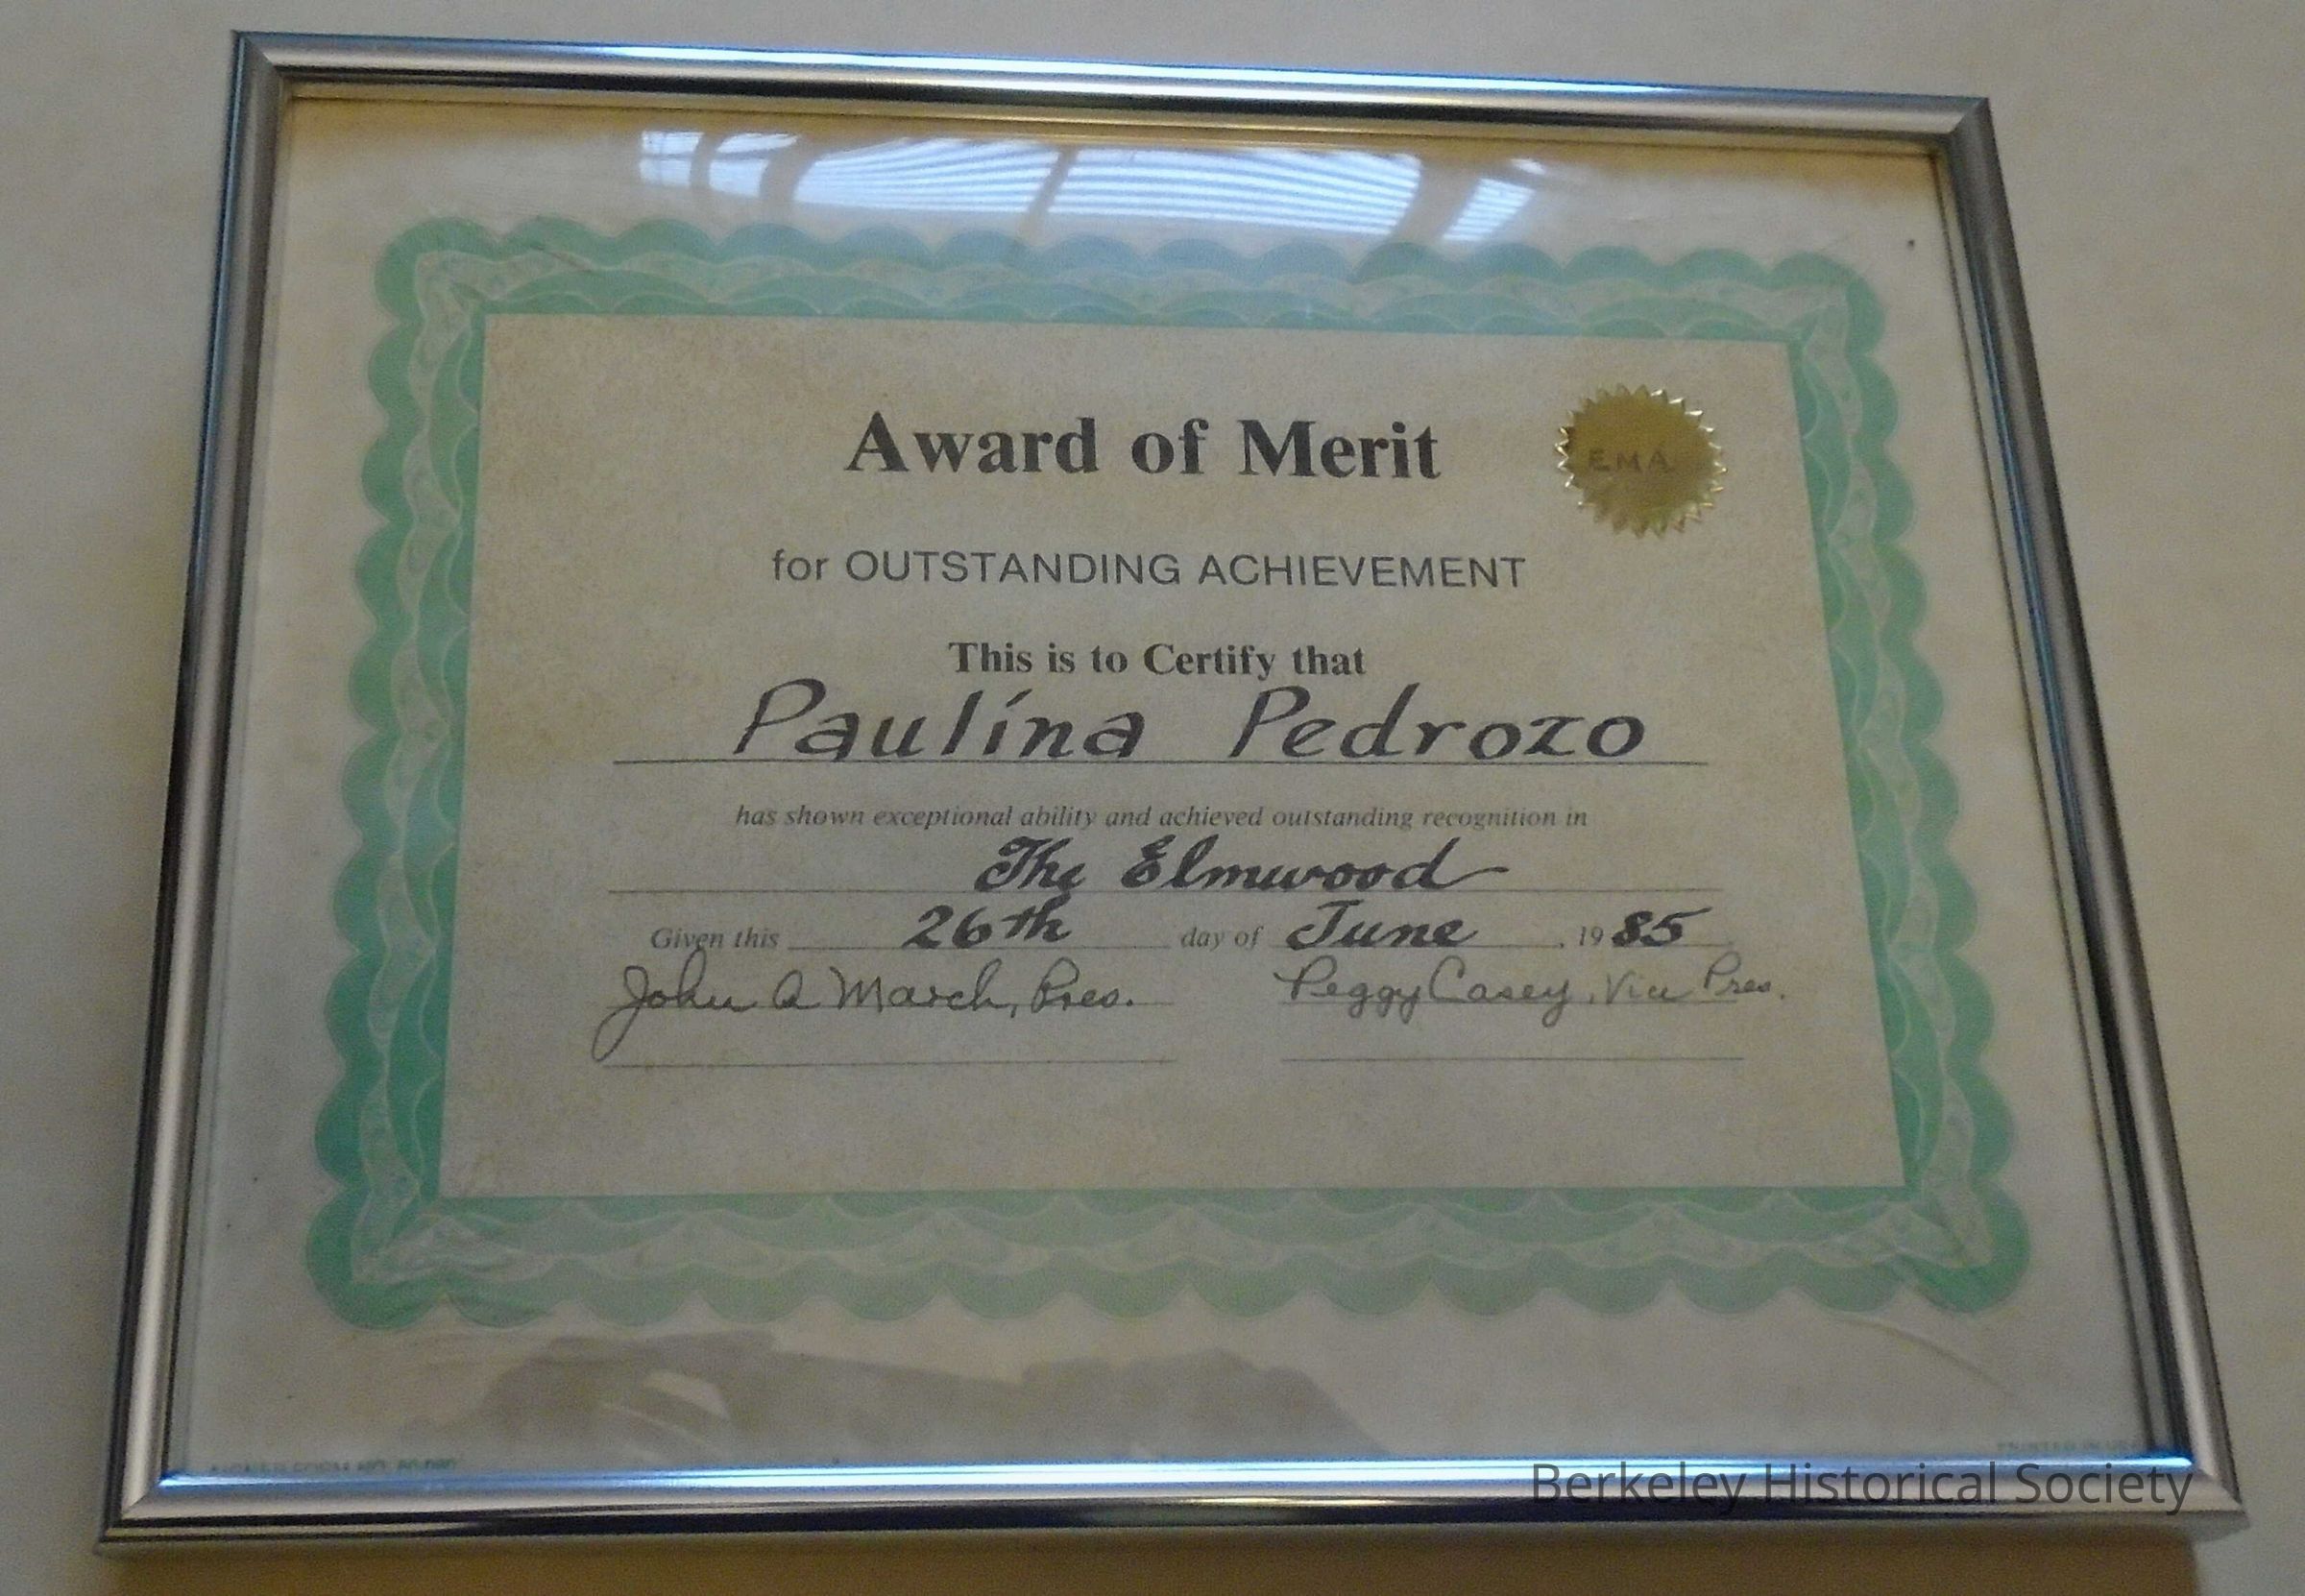 Award of Merit
E.M.A.
for OUTSTANDING ACHIEVEMENT
This is to Certify that
Paulina Pedrozo
has shown exceptional ability and achieved outstanding recognition in
The Elmwood
Given this 26th day of June, 1985
John A March, Pres. Peggy Casey, Vice Pres.
Berkeley Historical Society